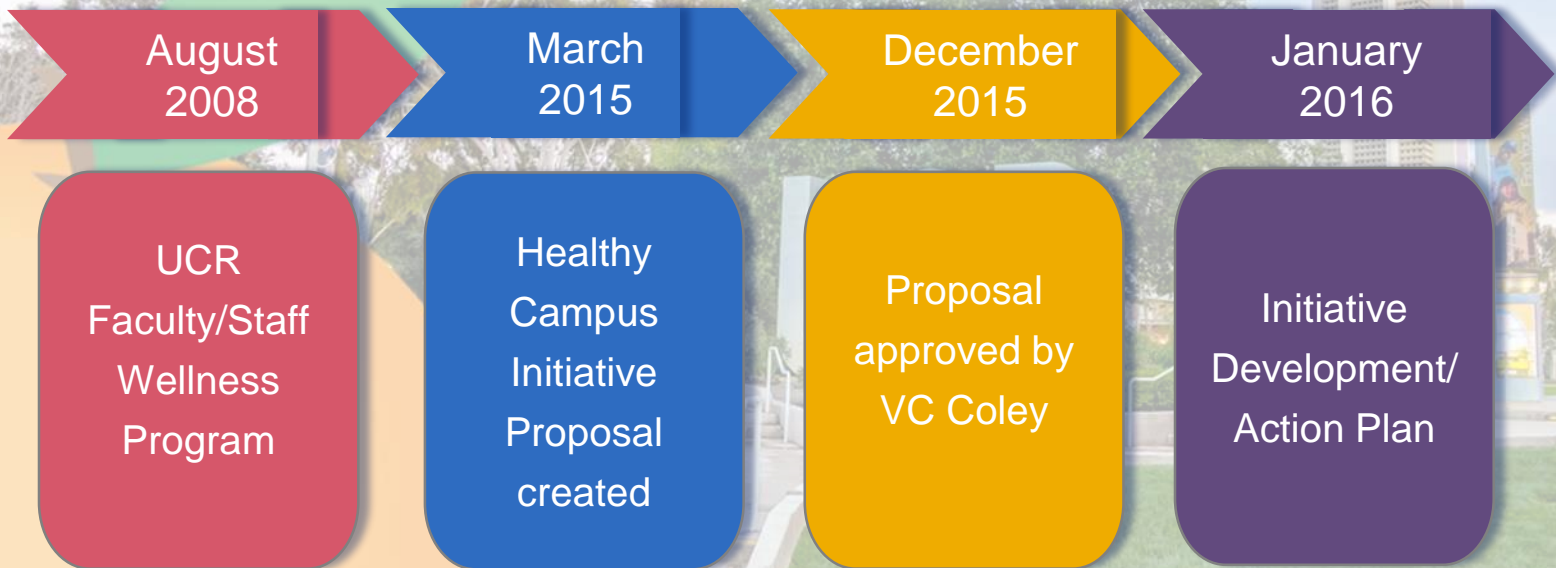 August
2008
March
2015
December
2015
January
2016
UCR
Faculty/Staff
Wellness
Program
Healthy
Campus
Initiative
Proposal
created
Proposal
approved by
VC Coley
Initiative
Development/
Action Plan